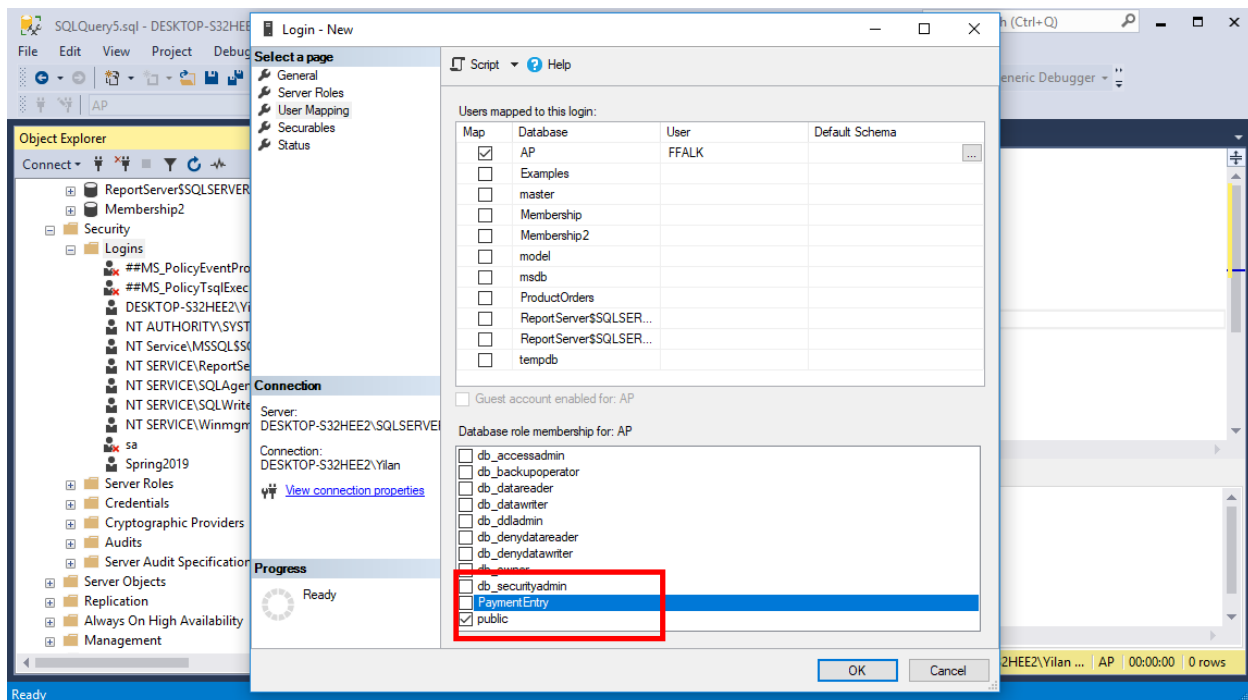 SQLQuery5.sql - DESKTOP-S32HEE
File Edit View Project Debug
AP
Object Explorer
Connect
ReportServer$SQLSERVER
Membership2
Security
Logins
##MS_PolicyEventPro
##MS_PolicyTsqlExec
DESKTOP-S32HEE2\Yi
NT AUTHORITY\SYST
NT Service\MSSQL$S
NT SERVICE\ReportSe
NT SERVICE\SQLAgen
NT SERVICE\SQLWrite
NT SERVICE\Winmgm
sa
Spring2019
Server Roles
Credentials
Cryptographic Providers
Audits
Server Audit Specification
Server Objects
Replication
Always On High Availability
Management
Ready
Login - New
Select a page
General
Server Roles
User Mapping
Securables
Status
Connection
Server:
DESKTOP-S32HEE2\SQLSERVE
Connection:
DESKTOP-S32HEE2\Yilan
View connection properties
Progress
Ready
Script Help
Users mapped to this login:
Map Database User Default Schema
AP FFALK ...
Examples
master
Membership
Membership2
model
msdb
ProductOrders
ReportServer$SQLSER...
ReportServer$SQLSER...
tempdb
Guest account enabled for: AP
Database role membership for: AP
db_accessadmin
db_backupoperator
db_datareader
db_datawriter
db_ddladmin
db_denydatareader
db_denydatawriter
db_owner
db_securityadmin
PaymentEntry
public
OK Cancel
h (Ctrl+Q)
eneric Debugger
2HEE2\Yilan ... AP 00:00:00 0 rows